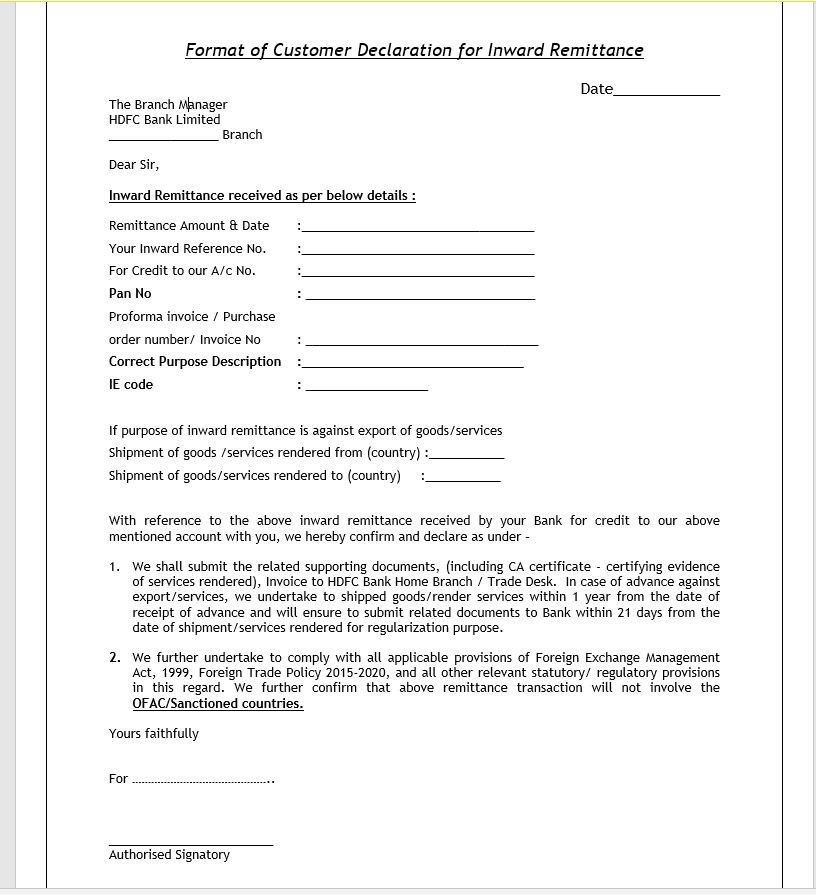 Format of Customer Declaration for Inward Remittance
Date_____________
The Branch Manager
HDFC Bank Limited
________________ Branch
Dear Sir,
Inward Remittance received as per below details :
Remittance Amount & Date :__________________________________
Your Inward Reference No. :__________________________________
For Credit to our A/c No. :__________________________________
Pan No : __________________________________
Proforma invoice / Purchase
order number/ Invoice No : __________________________________
Correct Purpose Description :________________________________
IE code : __________________
If purpose of inward remittance is against export of goods/services
Shipment of goods /services rendered from (country) :___________
Shipment of goods/services rendered to (country) :___________
With reference to the above inward remittance received by your Bank for credit to our above
mentioned account with you, we hereby confirm and declare as under –
1. We shall submit the related supporting documents, (including CA certificate - certifying evidence
of services rendered), Invoice to HDFC Bank Home Branch / Trade Desk. In case of advance against
export/services, we undertake to shipped goods/render services within 1 year from the date of
receipt of advance and will ensure to submit related documents to Bank within 21 days from the
date of shipment/services rendered for regularization purpose.
2. We further undertake to comply with all applicable provisions of Foreign Exchange Management
Act, 1999, Foreign Trade Policy 2015-2020, and all other relevant statutory/ regulatory provisions
in this regard. We further confirm that above remittance transaction will not involve the
OFAC/Sanctioned countries.
Yours faithfully
For ………………………………………..
________________________
Authorised Signatory